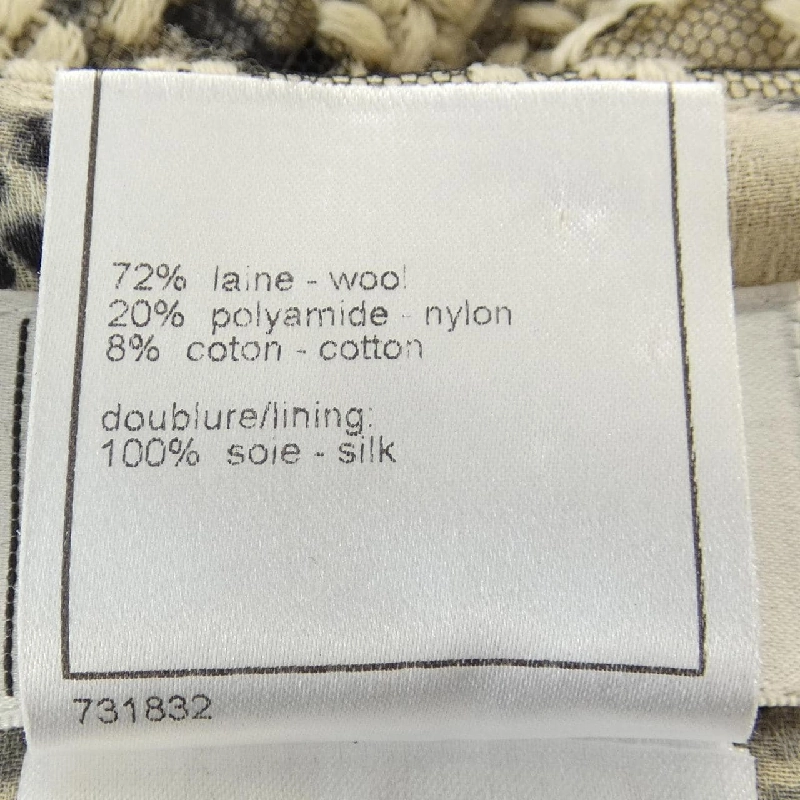 72% laine - wool
20% polyamide - nylon
8% coton - cotton
doublure/lining:
100% soie - silk
731832